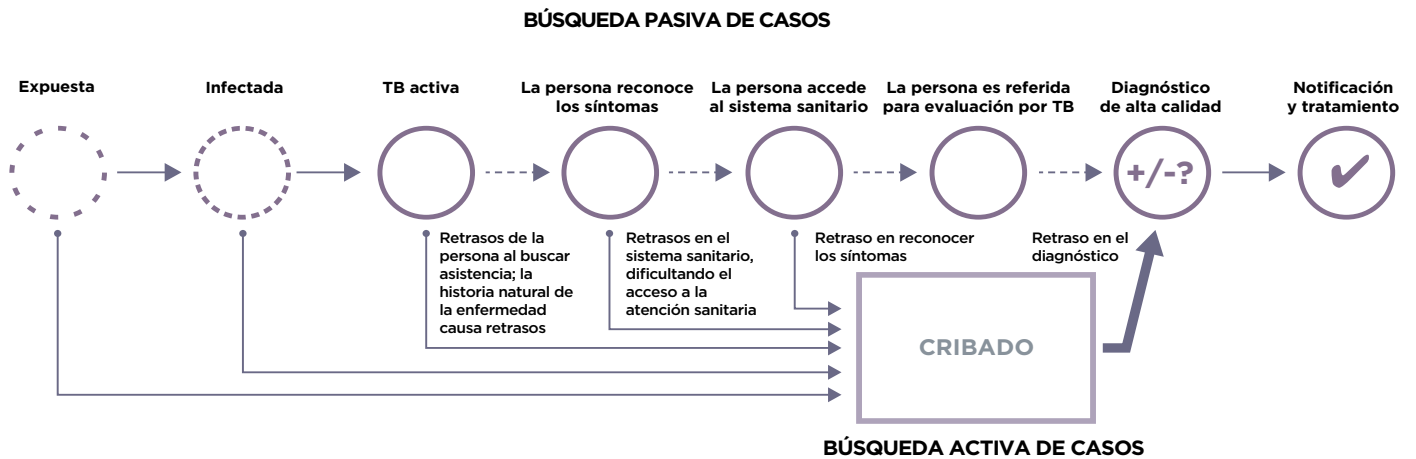 BÚSQUEDA PASIVA DE CASOS
Expuesta
Infectada
TB activa
La persona reconoce
los síntomas
La persona accede
al sistema sanitario
La persona es referida
para evaluación por TB
Diagnóstico
de alta calidad
Notificación
y tratamiento
+/-?
Retrasos de la
persona al buscar
asistencia; la
historia natural de
la enfermedad
causa retrasos
Retrasos en el
sistema sanitario,
dificultando el
acceso a la
atención sanitaria
Retraso en reconocer
los síntomas
Retraso en el
diagnóstico
CRIBADO
BÚSQUEDA ACTIVA DE CASOS